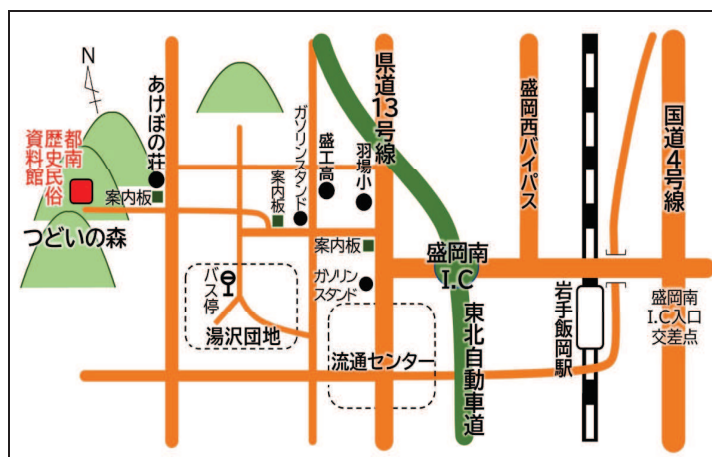 N
都南
歴史民俗
資料館
つどいの森
あけぼの荘
案内板
ガソリンスタンド
盛工高
羽場小
案内板
県道13号線
案内板
ガソリン
スタンド
バス停
湯沢団地
流通センター
盛岡南
I.C
東北自動車道
盛岡西バイパス
岩手飯岡駅
国道4号線
盛岡南
I.C入口
交差点